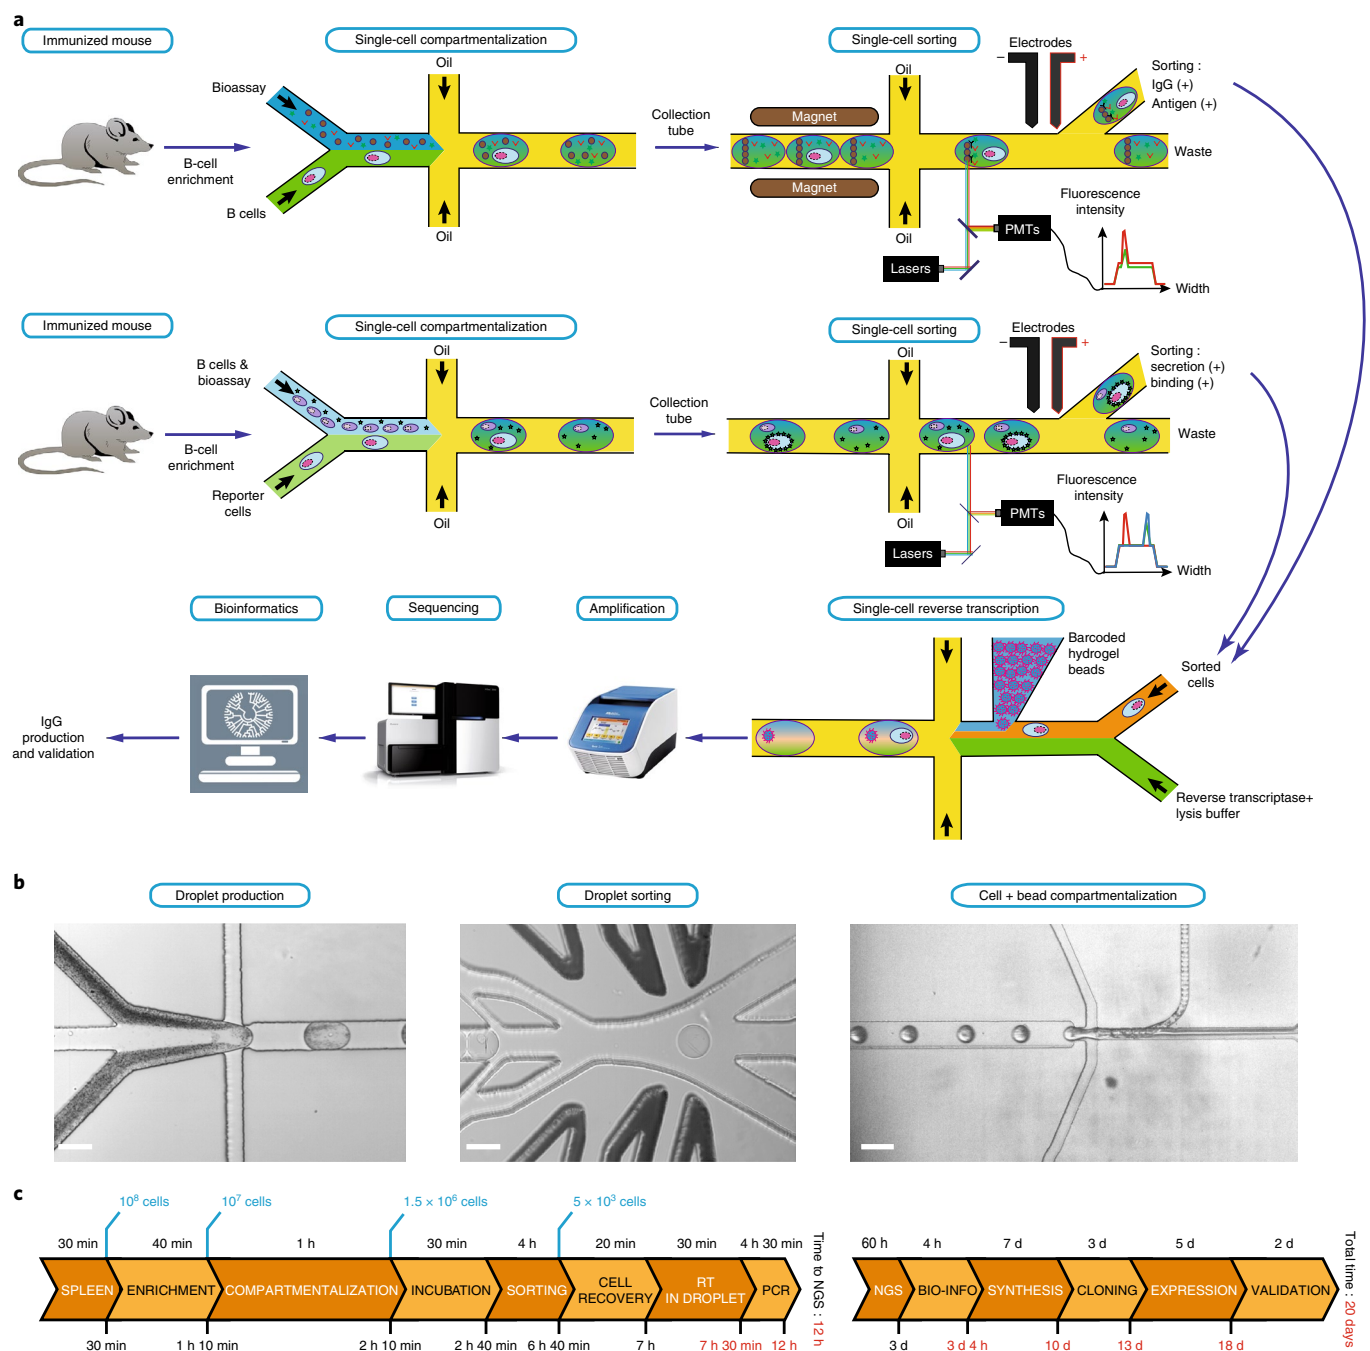 a
Immunized mouse
Single-cell compartmentalization
Single-cell sorting
Bioassay
Oil
B-cell
enrichment
B cells
Oil
Collection
tube
Magnet
Magnet
Oil
Oil
Electrodes
–
+
Sorting :
IgG (+)
Antigen (+)
Waste
Lasers
PMTs
Fluorescence
intensity
Width
Immunized mouse
Single-cell compartmentalization
Single-cell sorting
B cells &
bioassay
Oil
B-cell
enrichment
Reporter
cells
Oil
Collection
tube
Oil
Oil
Electrodes
–
+
Sorting :
secretion (+)
binding (+)
Waste
Lasers
PMTs
Fluorescence
intensity
Width
Bioinformatics
Sequencing
Amplification
Single-cell reverse transcription
Barcoded
hydrogel
beads
Sorted
cells
Reverse transcriptase+
lysis buffer
IgG
production
and validation
b
Droplet production
Droplet sorting
Cell + bead compartmentalization
c
10⁸ cells
10⁷ cells
1.5 × 10⁶ cells
5 × 10³ cells
30 min
40 min
1 h
30 min
4 h
20 min
30 min
4 h 30 min
SPLEEN
ENRICHMENT
COMPARTMENTALIZATION
INCUBATION
SORTING
CELL
RECOVERY
RT
IN DROPLET
PCR
30 min
1 h 10 min
2 h 10 min
2 h 40 min
6 h 40 min
7 h
7 h 30 min
12 h
Time to NGS : 12 h
60 h
4 h
7 d
3 d
5 d
2 d
NGS
BIO-INFO
SYNTHESIS
CLONING
EXPRESSION
VALIDATION
3 d
3 d 4 h
10 d
13 d
18 d
Total time : 20 days